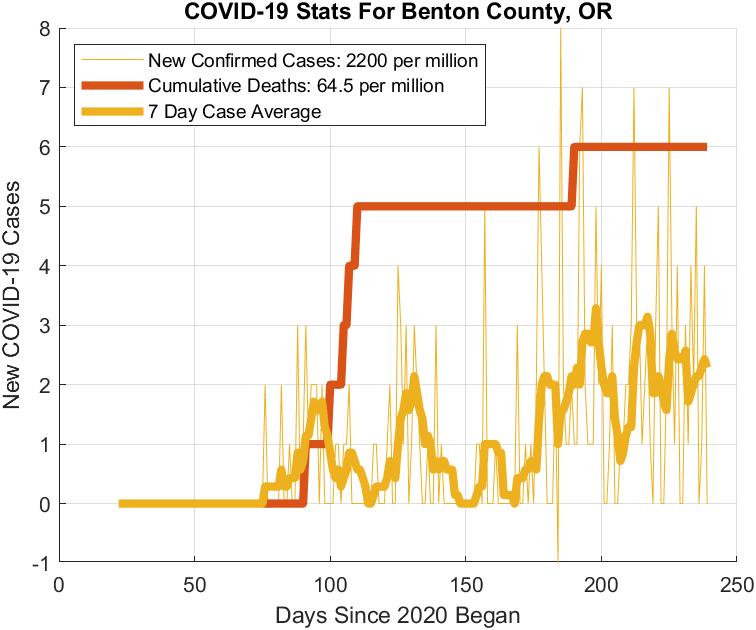 COVID-19 Stats For Benton County, OR
New Confirmed Cases: 2200 per million
Cumulative Deaths: 64.5 per million
7 Day Case Average
New COVID-19 Cases
8
7
6
5
4
3
2
1
0
-1
0 50 100 150 200 250
Days Since 2020 Began